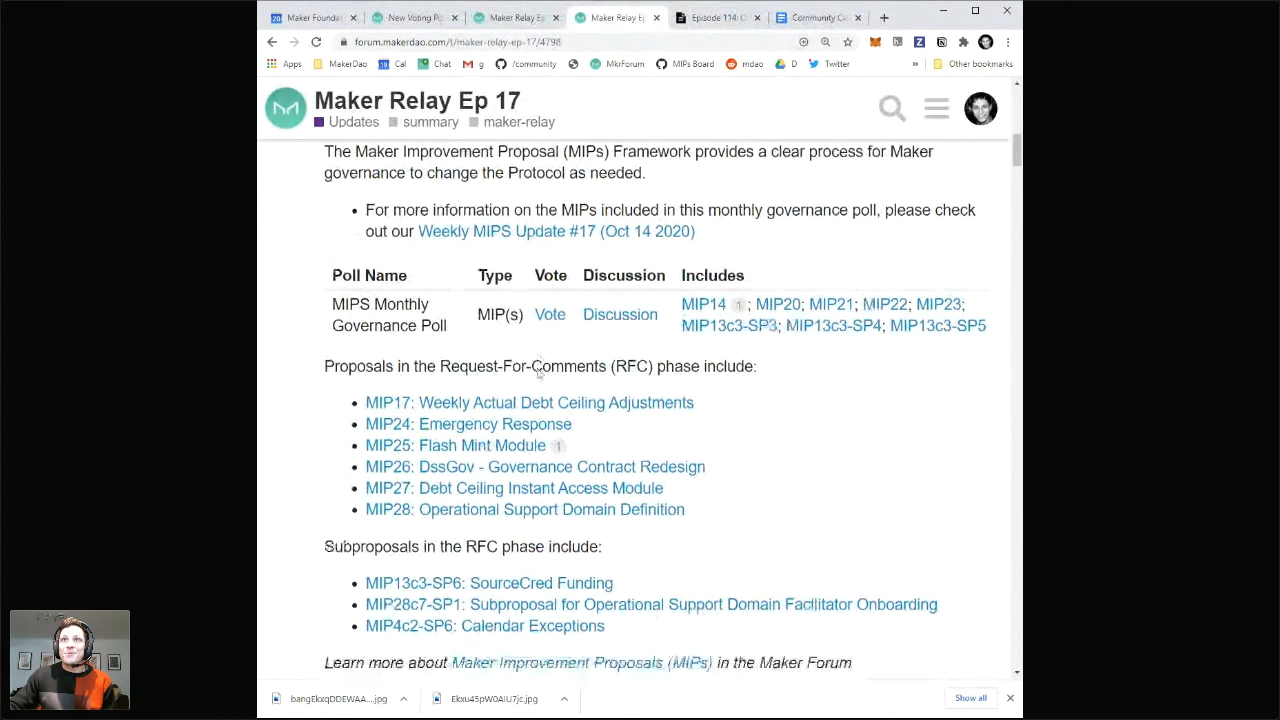 Maker Founda
New Voting Po
Maker Relay Ep
Maker Relay Ep
Episode 114:
Community Ca
forum.makerdao.com/t/maker-relay-ep-17/4798
Apps MakerDao Cal Chat g /community MkrForum MIPs Board mdao D Twitter » Other bookmarks
Maker Relay Ep 17
Updates summary maker-relay
The Maker Improvement Proposal (MIPs) Framework provides a clear process for Maker
governance to change the Protocol as needed.
• For more information on the MIPs included in this monthly governance poll, please check
out our Weekly MIPS Update #17 (Oct 14 2020)
Poll Name Type Vote Discussion Includes
MIPS Monthly
Governance Poll
MIP(s) Vote Discussion
MIP14 1 ; MIP20; MIP21; MIP22; MIP23;
MIP13c3-SP3; MIP13c3-SP4; MIP13c3-SP5
Proposals in the Request-For-Comments (RFC) phase include:
• MIP17: Weekly Actual Debt Ceiling Adjustments
• MIP24: Emergency Response
• MIP25: Flash Mint Module 1
• MIP26: DssGov - Governance Contract Redesign
• MIP27: Debt Ceiling Instant Access Module
• MIP28: Operational Support Domain Definition
Subproposals in the RFC phase include:
• MIP13c3-SP6: SourceCred Funding
• MIP28c7-SP1: Subproposal for Operational Support Domain Facilitator Onboarding
• MIP4c2-SP6: Calendar Exceptions
Learn more about Maker Improvement Proposals (MIPs) in the Maker Forum
bangEkxqDDEWAA....jpg
Ekxu45pW0AIU7jc.jpg
Show all